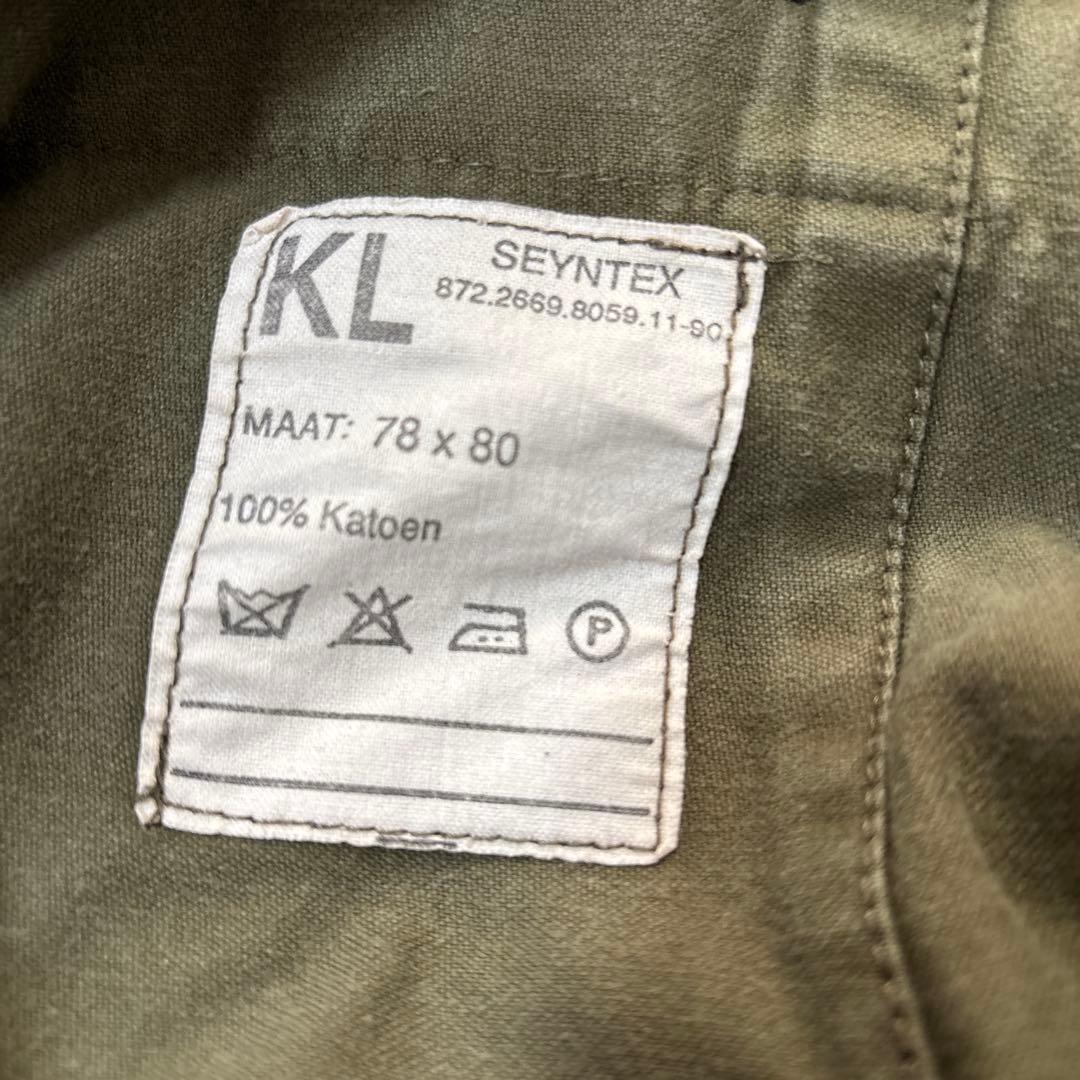 KL
SEYNTEX
872.2669.8059.11-90
MAAT: 78 x 80
100% Katoen
P